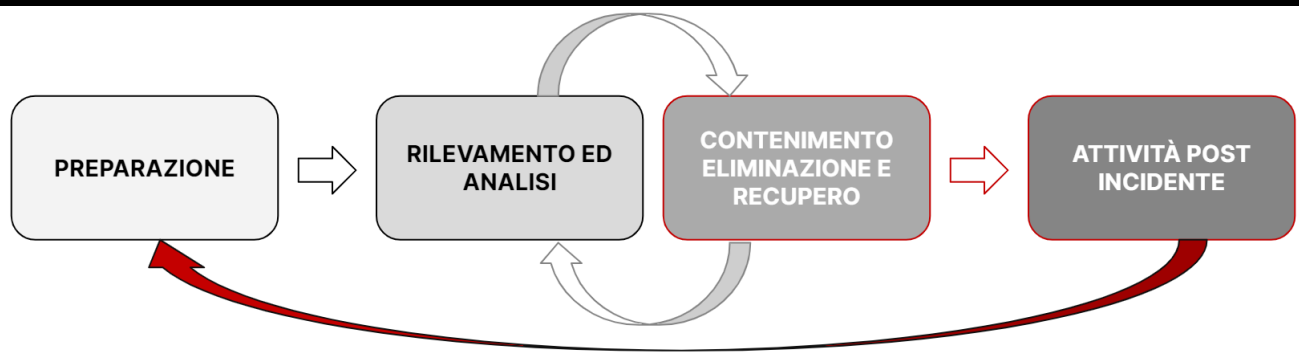 PREPARAZIONE
RILEVAMENTO ED
ANALISI
CONTENIMENTO
ELIMINAZIONE E
RECUPERO
ATTIVITÀ POST
INCIDENTE